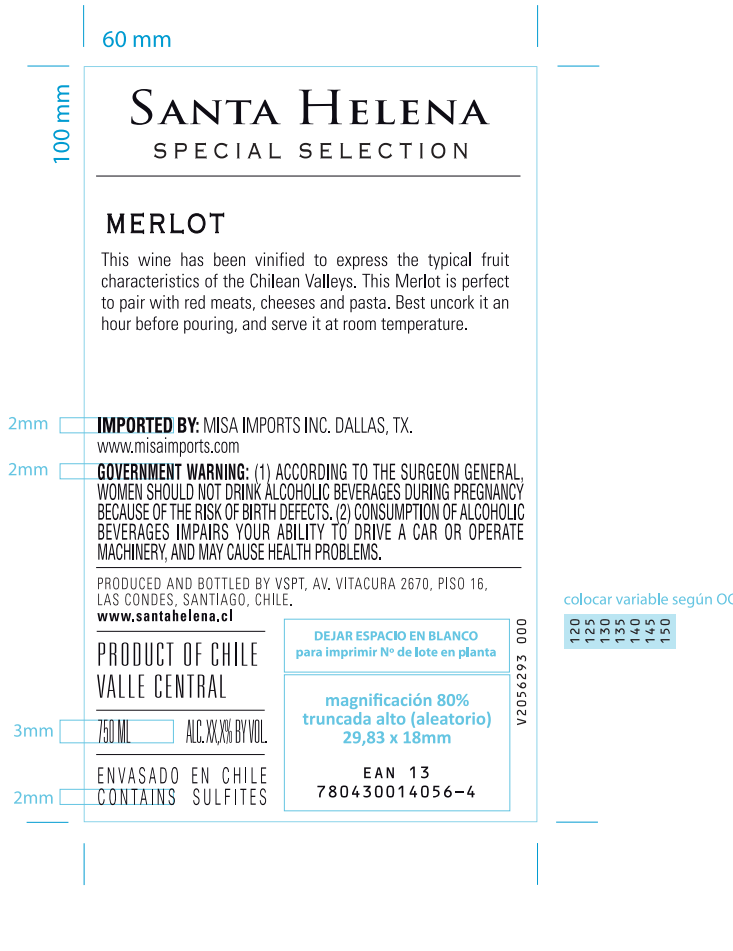 60 mm
100 mm
SANTA HELENA
SPECIAL SELECTION
MERLOT
This wine has been vinified to express the typical fruit
characteristics of the Chilean Valleys. This Merlot is perfect
to pair with red meats, cheeses and pasta. Best uncork it an
hour before pouring, and serve it at room temperature.
2mm
IMPORTED BY: MISA IMPORTS INC. DALLAS, TX.
www.misaimports.com
2mm
GOVERNMENT WARNING: (1) ACCORDING TO THE SURGEON GENERAL,
WOMEN SHOULD NOT DRINK ALCOHOLIC BEVERAGES DURING PREGNANCY
BECAUSE OF THE RISK OF BIRTH DEFECTS. (2) CONSUMPTION OF ALCOHOLIC
BEVERAGES IMPAIRS YOUR ABILITY TO DRIVE A CAR OR OPERATE
MACHINERY, AND MAY CAUSE HEALTH PROBLEMS.
PRODUCED AND BOTTLED BY VSPT, AV. VITACURA 2670, PISO 16,
LAS CONDES, SANTIAGO, CHILE.
www.santahelena.cl
PRODUCT OF CHILE
VALLE CENTRAL
3mm
750 ML ALC. XX,X% BY VOL.
ENVASADO EN CHILE
2mm
CONTAINS SULFITES
DEJAR ESPACIO EN BLANCO
para imprimir Nº de lote en planta
magnificación 80%
truncada alto (aleatorio)
29,83 x 18mm
EAN 13
780430014056-4
V2056293 000
colocar variable según OC
120
125
130
135
140
145
150